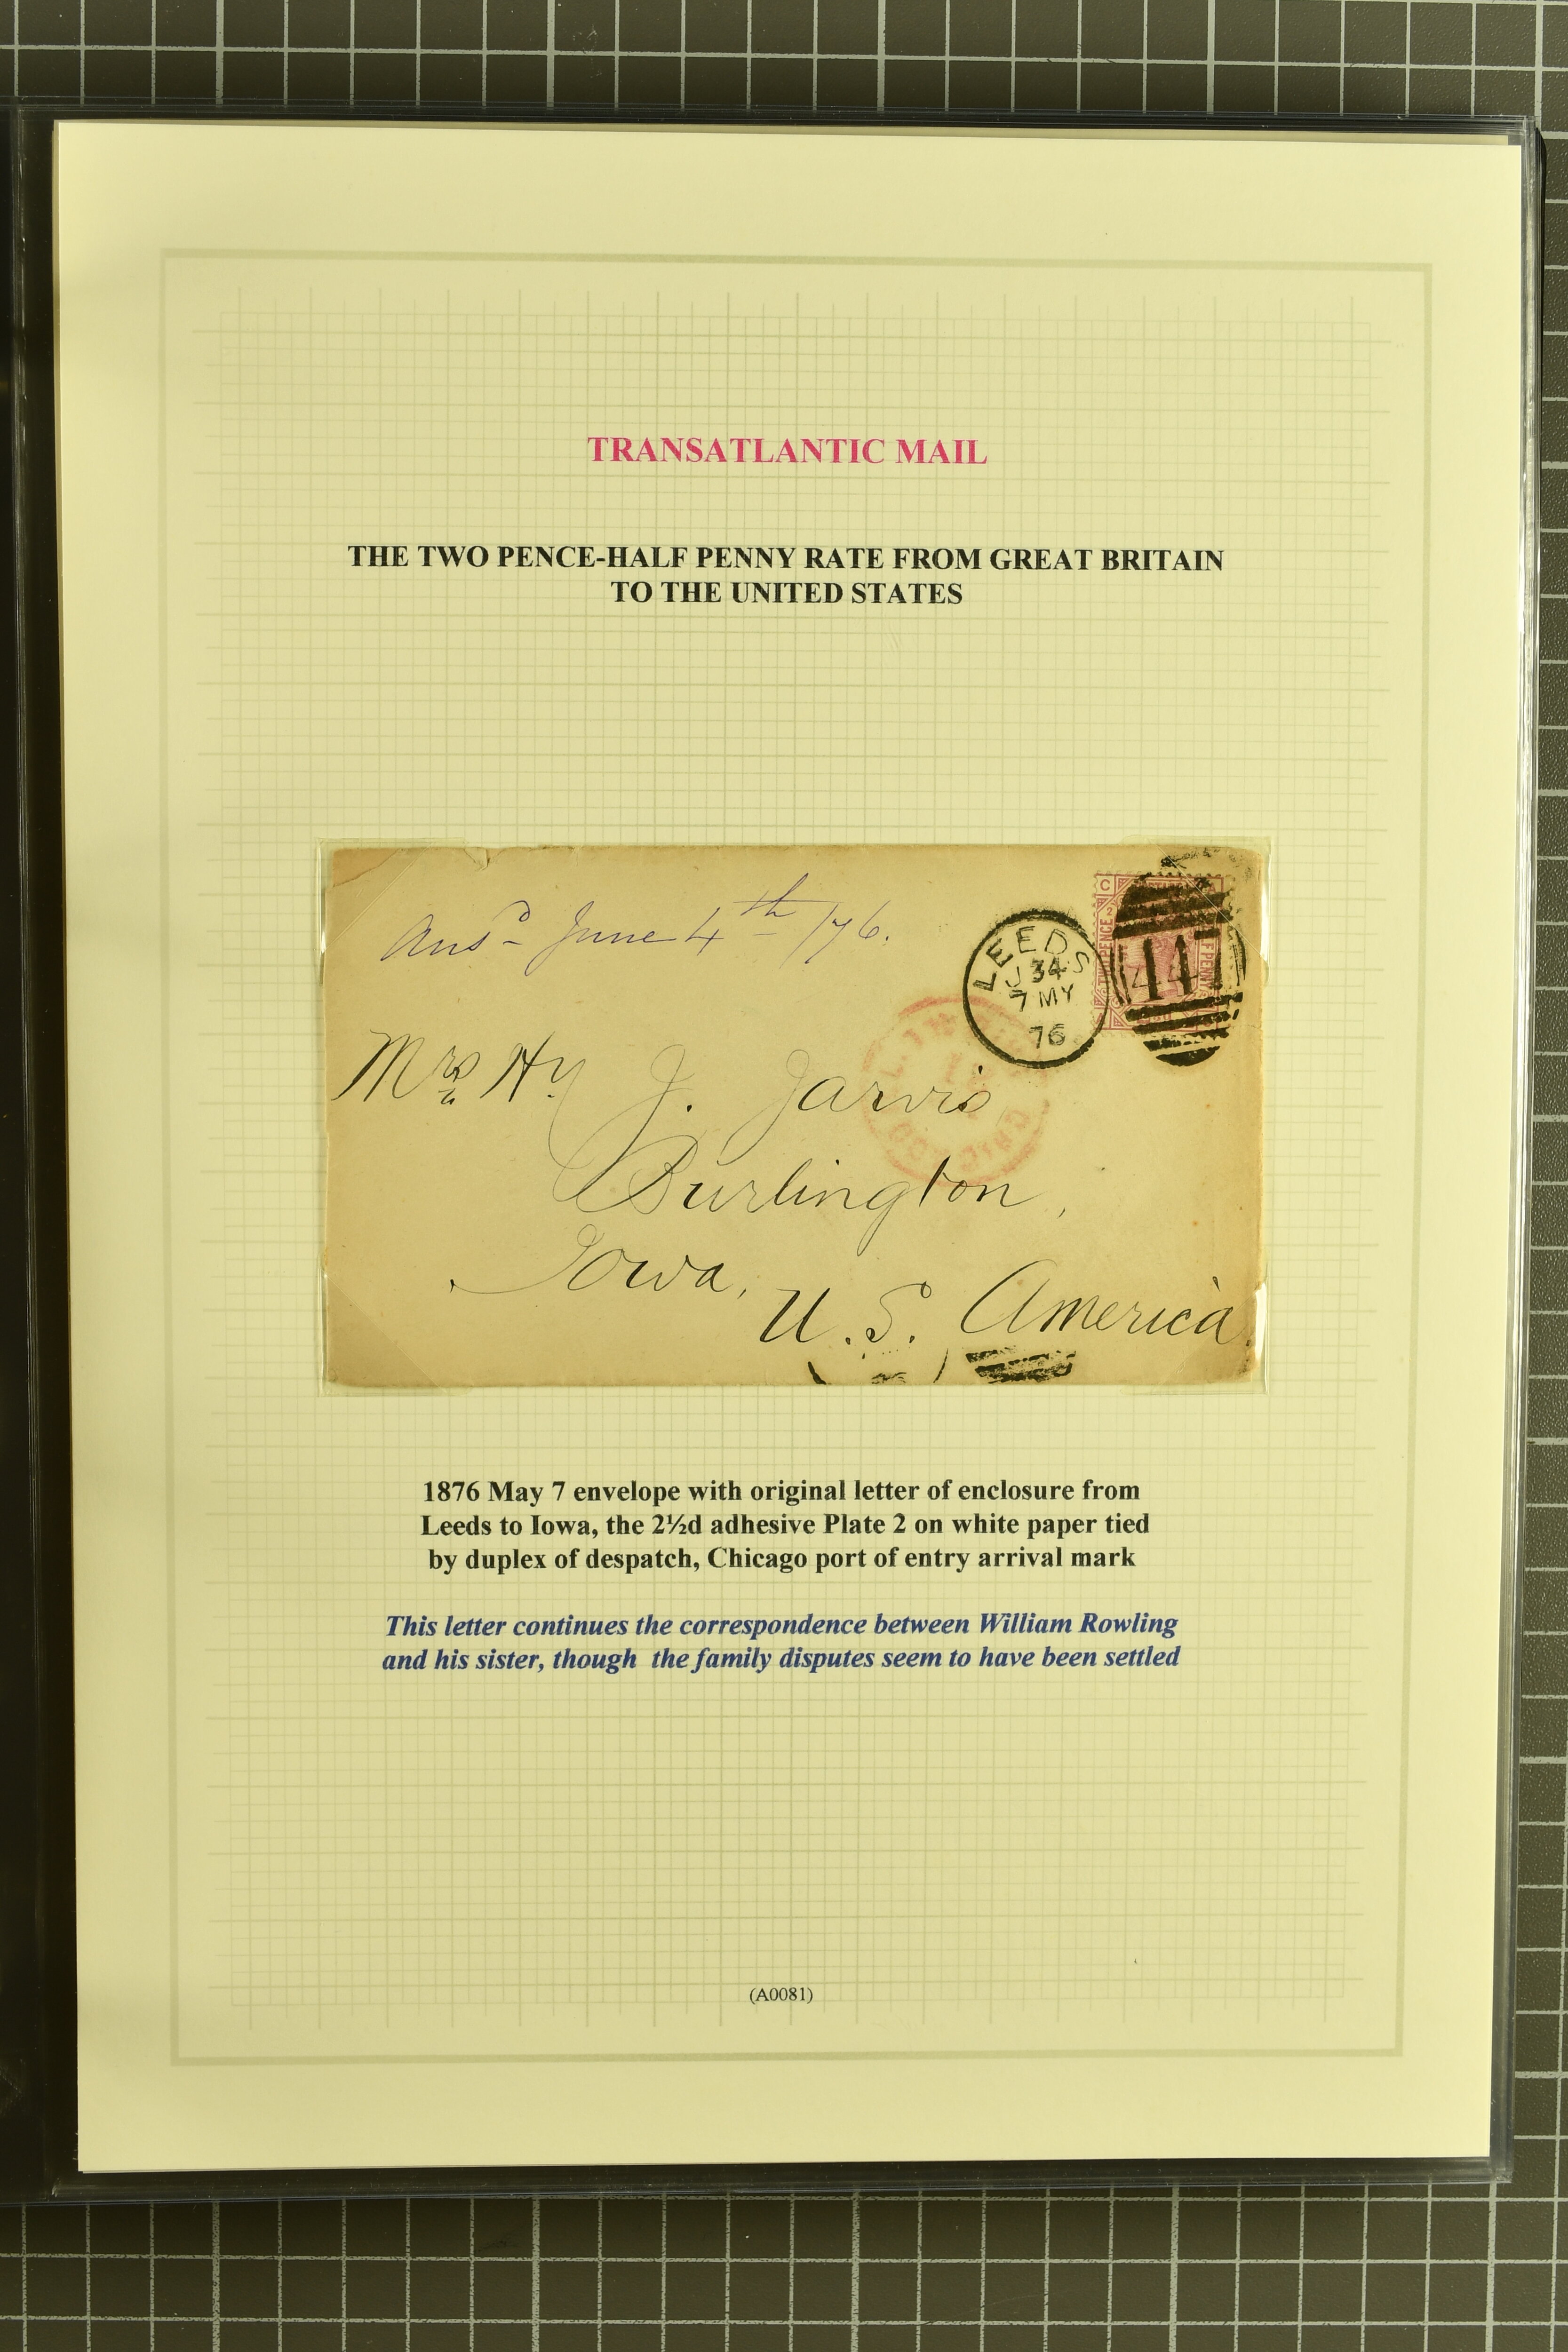 TRANSATLANTIC MAIL
THE TWO PENCE-HALF PENNY RATE FROM GREAT BRITAIN
TO THE UNITED STATES
Ansd June 4th /76.
LEEDS
J 34
7 MY
76
447
C
CHICAGO
Mrs Hy J. Jarvis
Burlington,
Iowa,
U.S. America
1876 May 7 envelope with original letter of enclosure from
Leeds to Iowa, the 2½d adhesive Plate 2 on white paper tied
by duplex of despatch, Chicago port of entry arrival mark
This letter continues the correspondence between William Rowling
and his sister, though the family disputes seem to have been settled
(A0081)